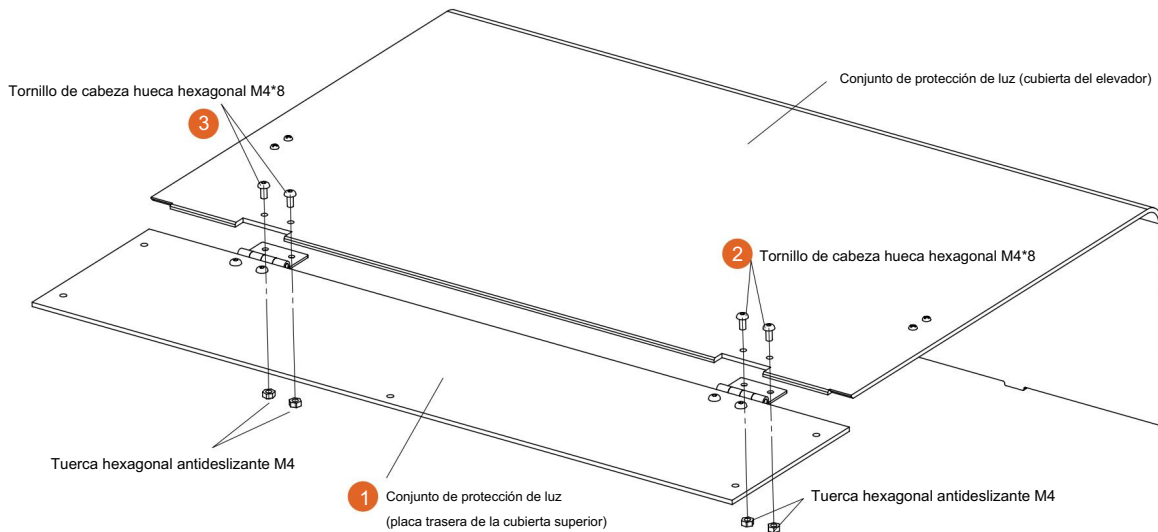 Tornillo de cabeza hueca hexagonal M4*8
3
Conjunto de protección de luz (cubierta del elevador)
2 Tornillo de cabeza hueca hexagonal M4*8
Tuerca hexagonal antideslizante M4
1 Conjunto de protección de luz
(placa trasera de la cubierta superior)
Tuerca hexagonal antideslizante M4